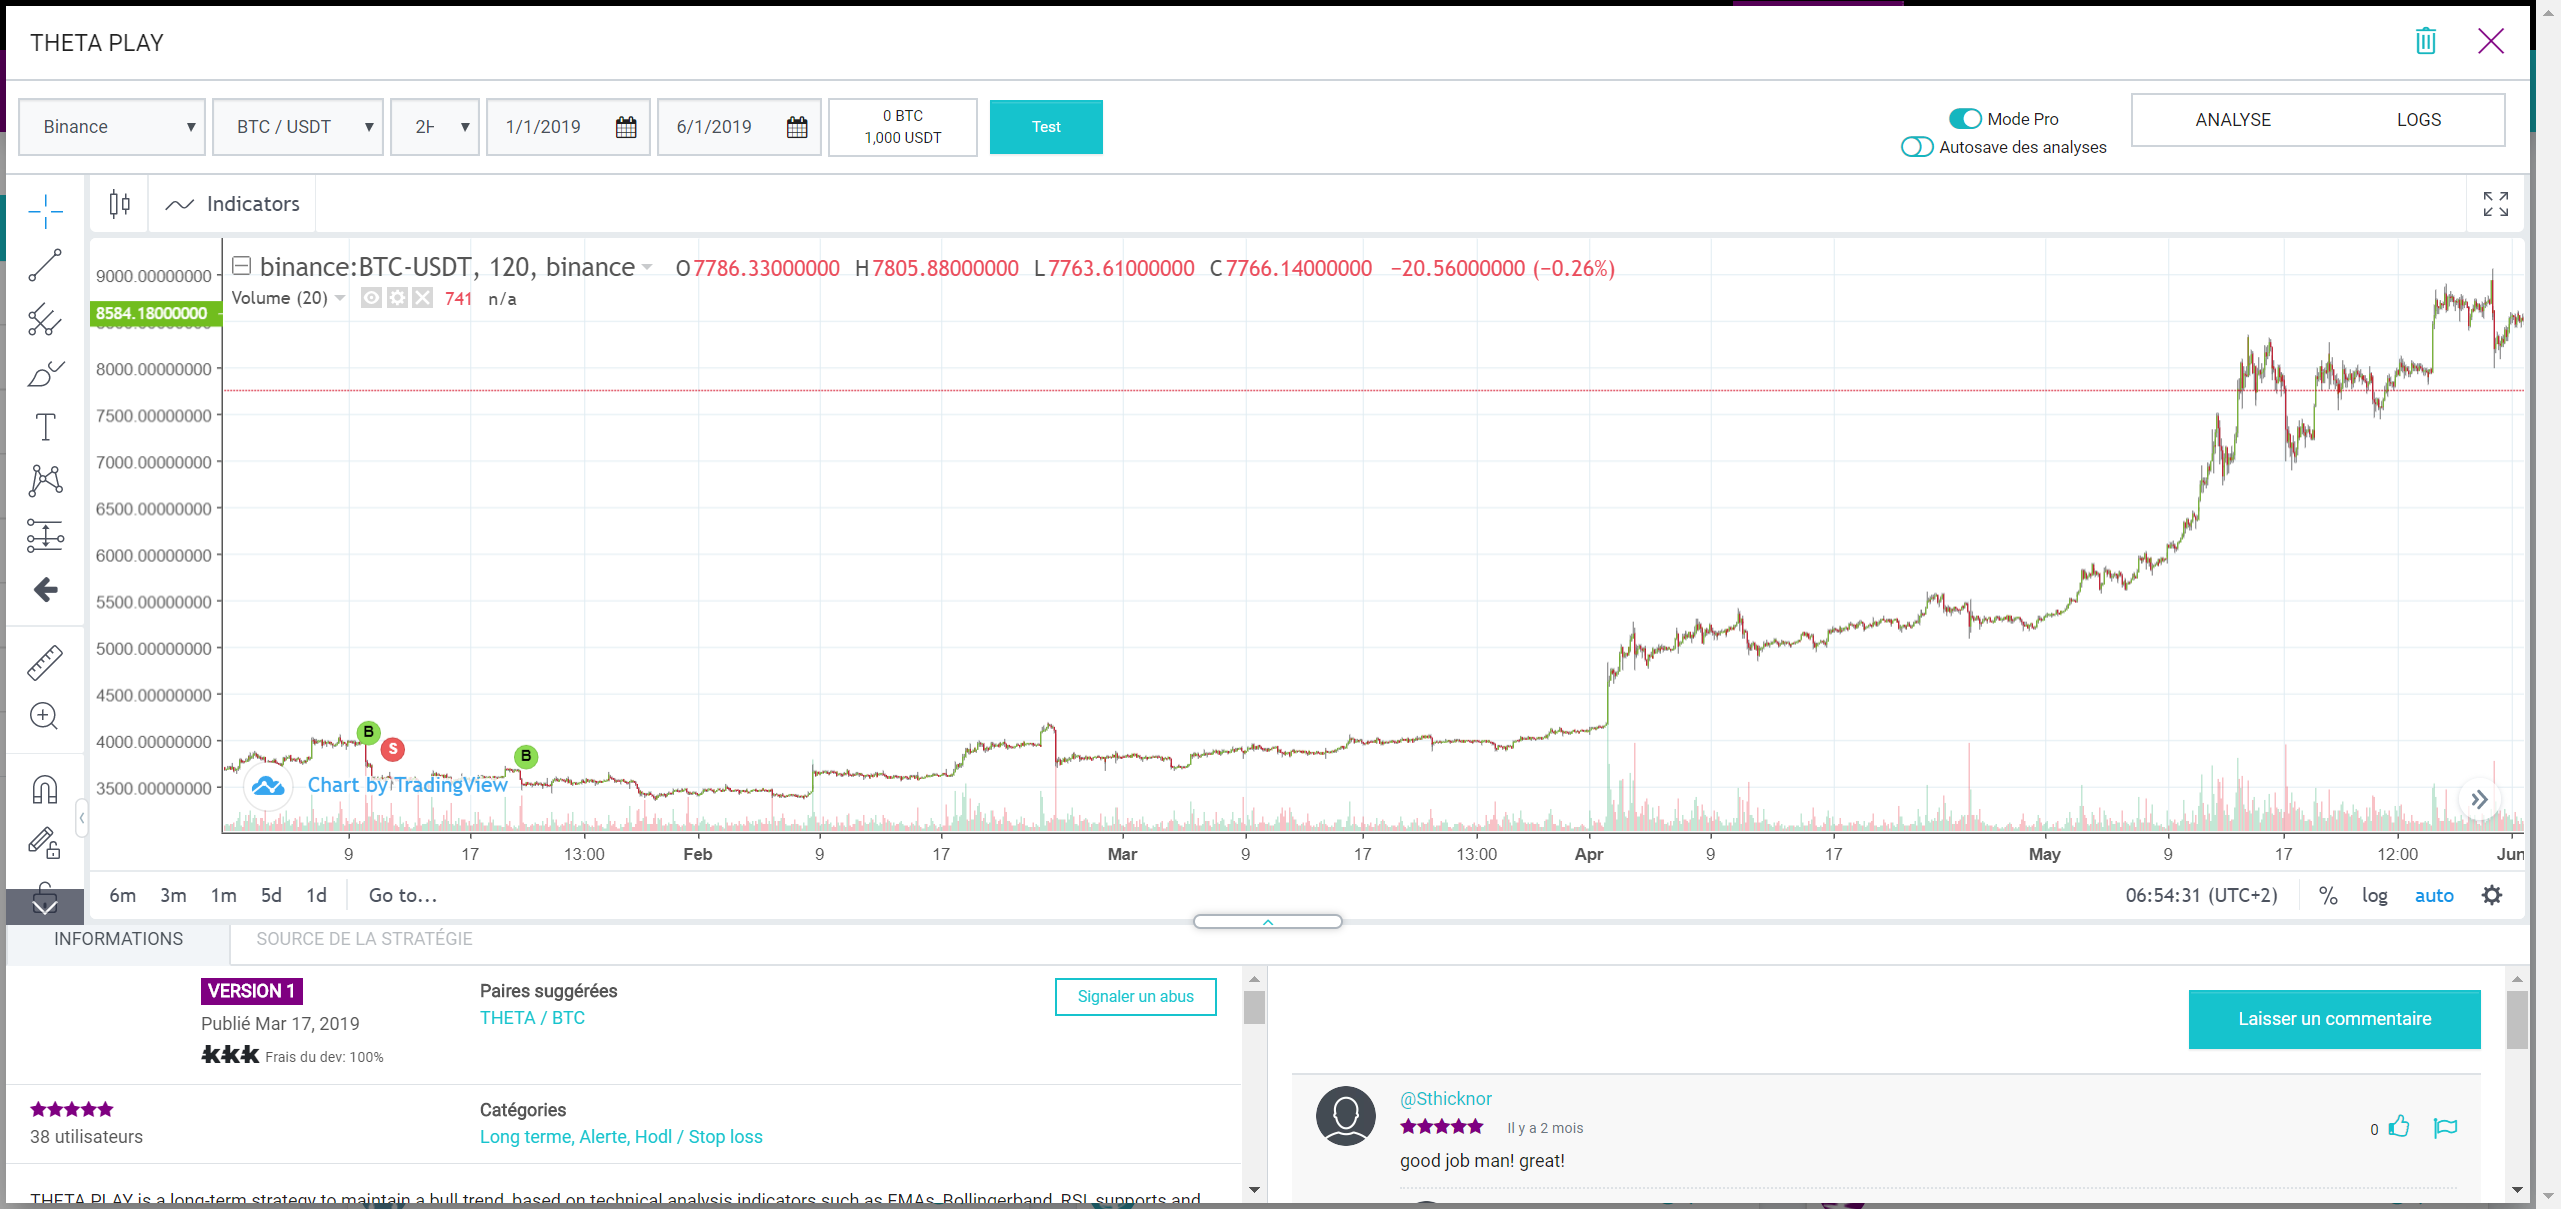 THETA PLAY
Binance
BTC / USDT
2H
1/1/2019
6/1/2019
0 BTC
1,000 USDT
Test
Mode Pro
Autosave des analyses
ANALYSE
LOGS
Indicators
binance:BTC-USDT, 120, binance O7786.33000000 H7805.88000000 L7763.61000000 C7766.14000000 −20.56000000 (−0.26%)
Volume (20) 741 n/a
9000.00000000
8584.18000000
8000.00000000
7500.00000000
7000.00000000
6500.00000000
6000.00000000
5500.00000000
5000.00000000
4500.00000000
4000.00000000
3500.00000000
B
S
B
Chart by TradingView
9 17 13:00 Feb 9 17 Mar 9 17 13:00 Apr 9 17 May 9 17 12:00 Jun
6m 3m 1m 5d 1d Go to...
06:54:31 (UTC+2) % log auto
INFORMATIONS
SOURCE DE LA STRATÉGIE
VERSION 1
Publié Mar 17, 2019
Frais du dev: 100%
Paires suggérées
THETA / BTC
Signaler un abus
38 utilisateurs
Catégories
Long terme, Alerte, Hodl / Stop loss
THETA PLAY is a long-term strategy to maintain a bull trend, based on technical analysis indicators such as EMAs, Bollingerband, RSI, supports and
Laisser un commentaire
@Sthicknor
Il y a 2 mois
0
good job man! great!